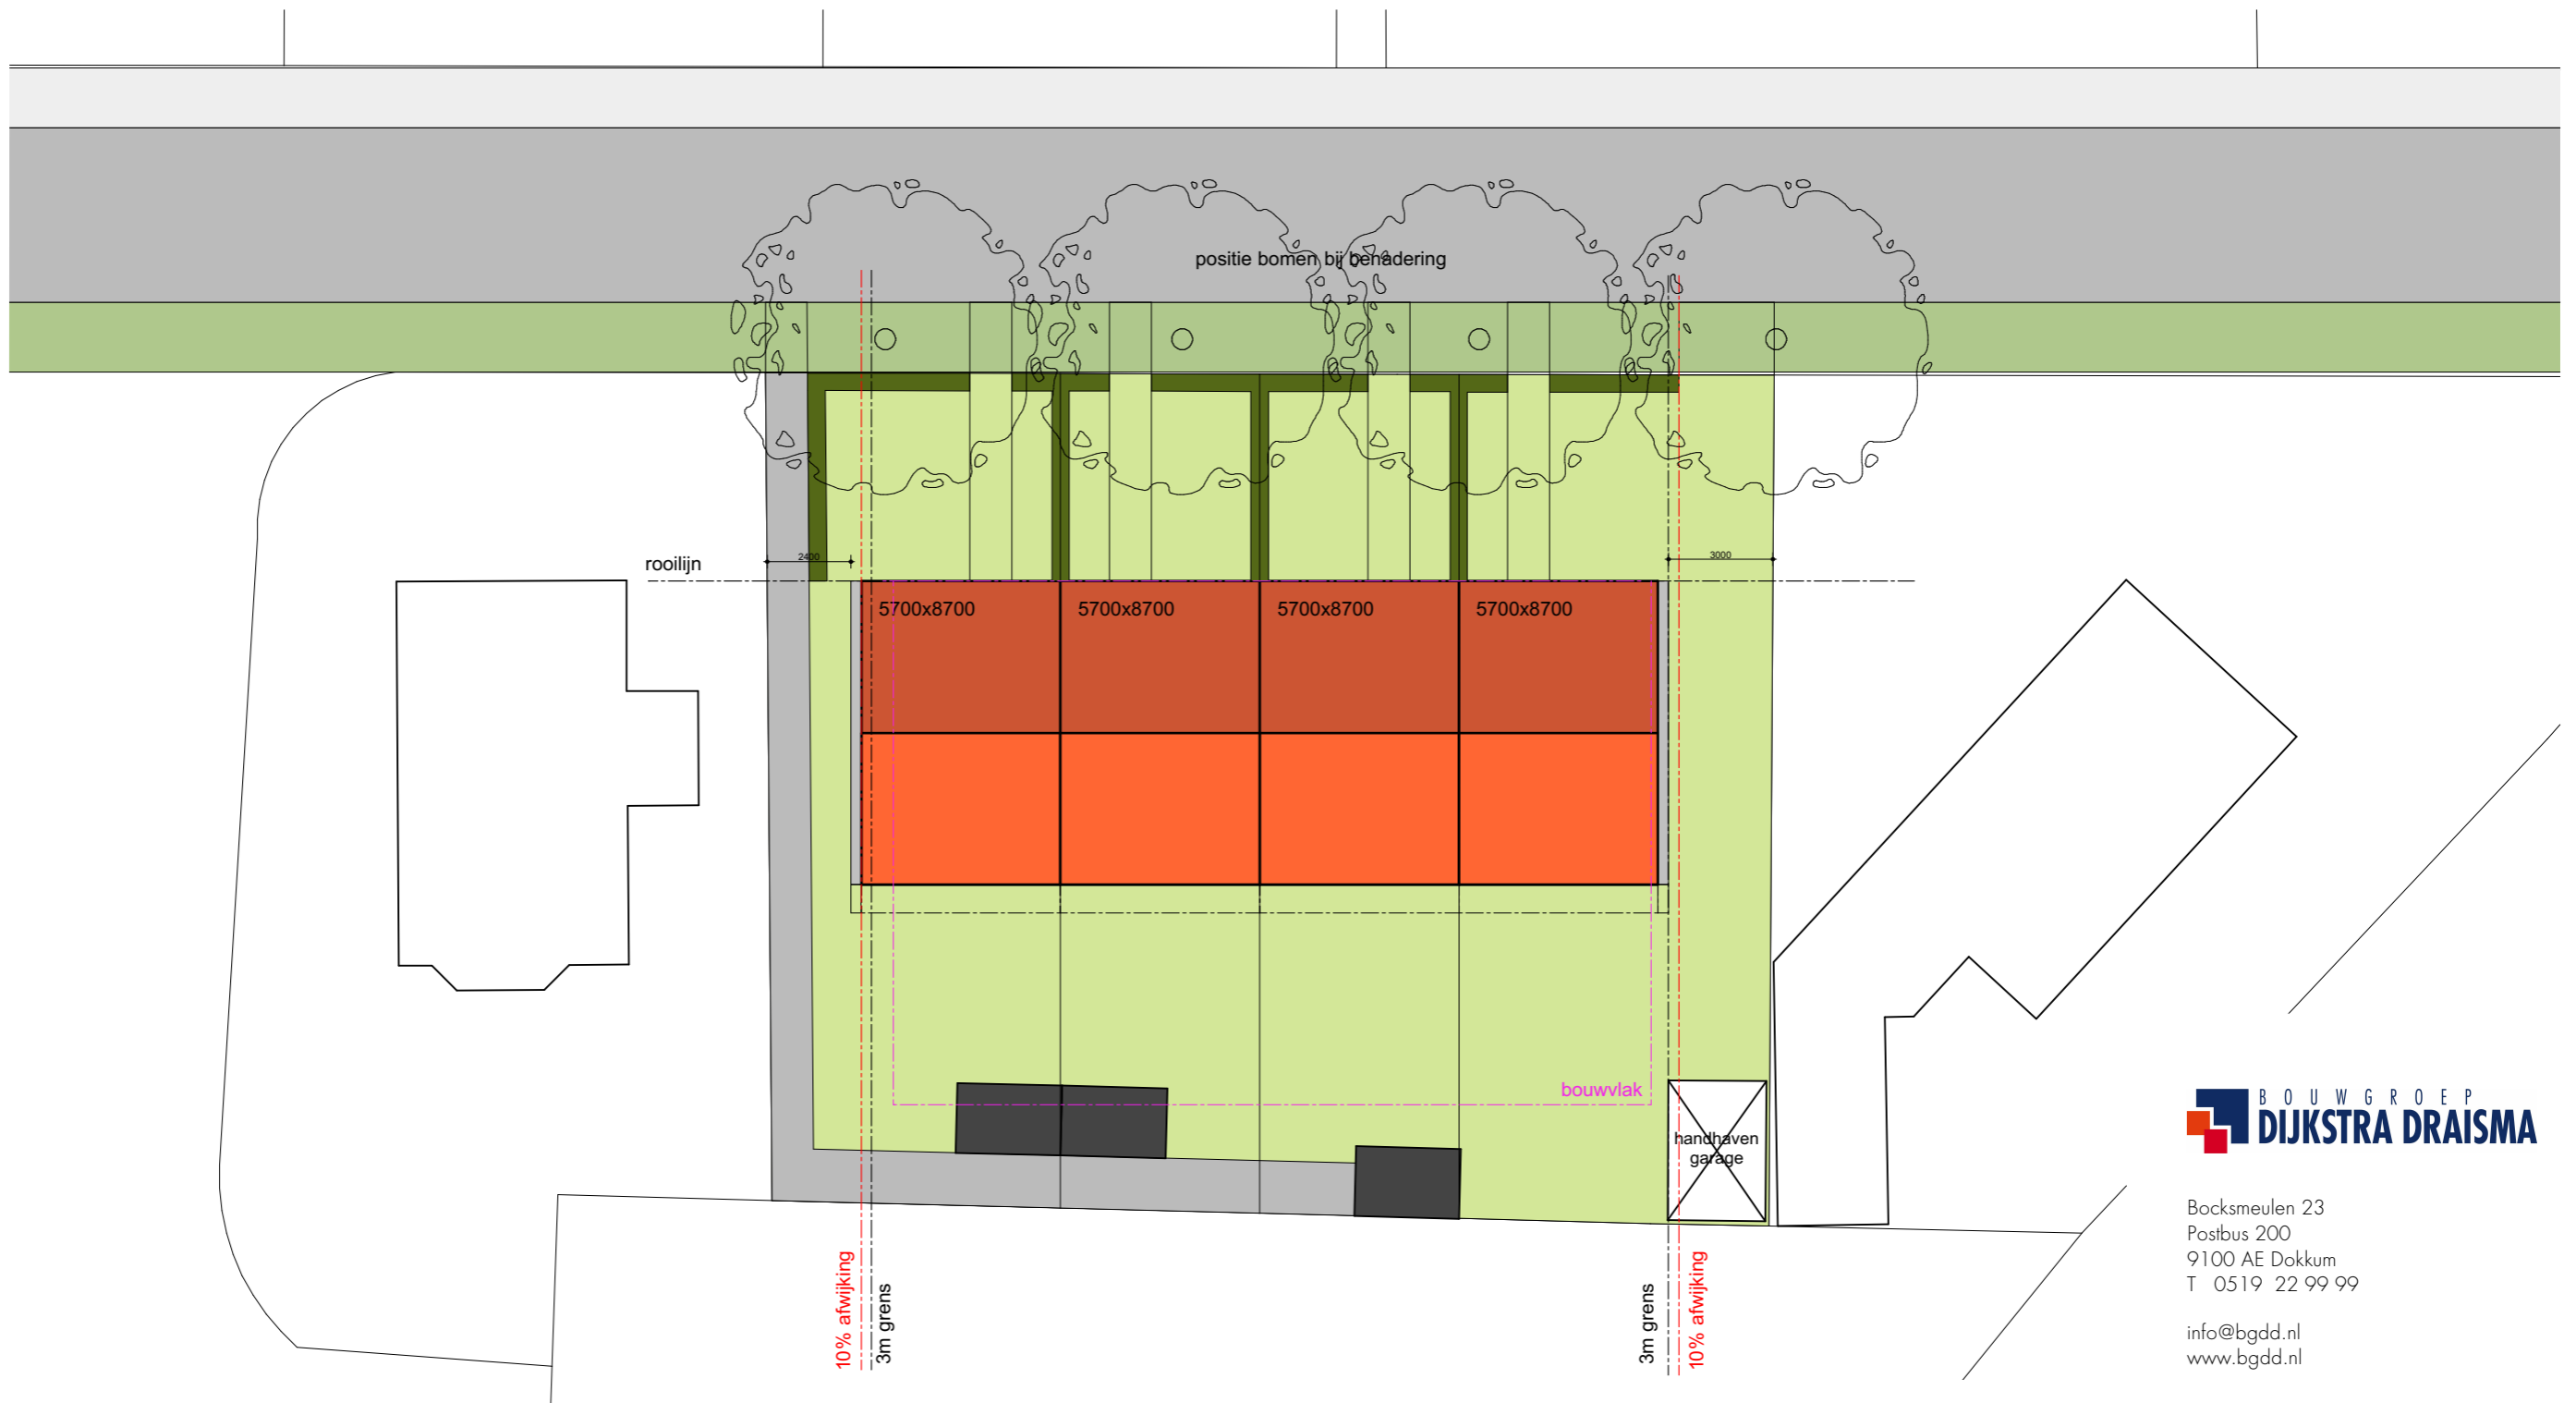 positie bomen bij benadering
rooilijn
2400
3000
5700x8700
5700x8700
5700x8700
5700x8700
bouwvlak
handhaven
garage
10% afwijking
3m grens
3m grens
10% afwijking
BOUWGROEP
DIJKSTRA DRAISMA
Bocksmeulen 23
Postbus 200
9100 AE Dokkum
T 0519 22 99 99
info@bgdd.nl
www.bgdd.nl